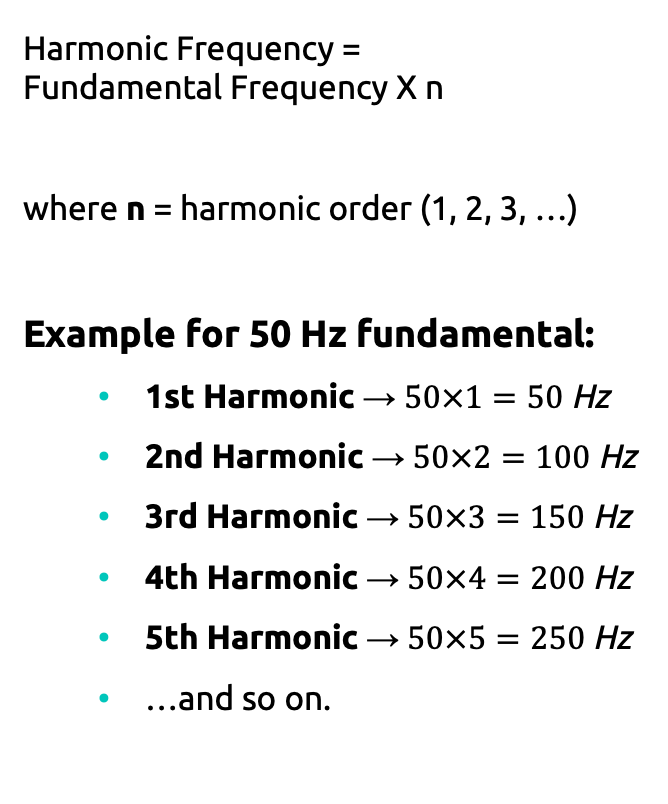 Harmonic Frequency =
Fundamental Frequency X n
where n = harmonic order (1, 2, 3, …)
Example for 50 Hz fundamental:
• 1st Harmonic → 50×1 = 50 Hz
• 2nd Harmonic → 50×2 = 100 Hz
• 3rd Harmonic → 50×3 = 150 Hz
• 4th Harmonic → 50×4 = 200 Hz
• 5th Harmonic → 50×5 = 250 Hz
• …and so on.